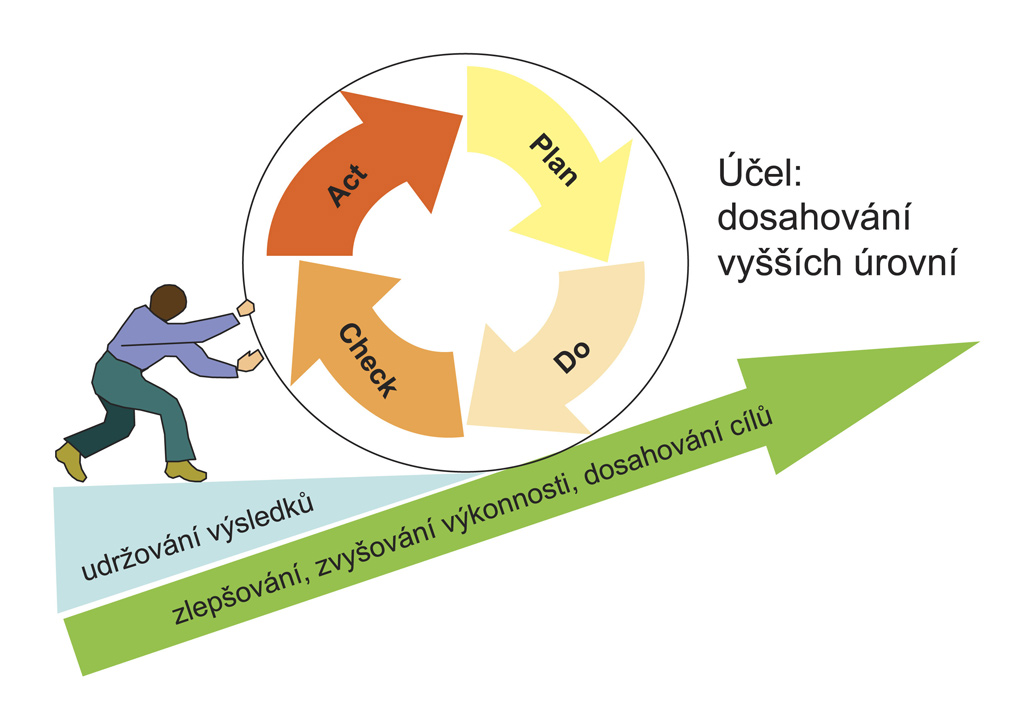 Act
Plan
Do
Check
Účel:
dosahování
vyšších úrovní
udržování výsledků
zlepšování, zvyšování výkonnosti, dosahování cílů